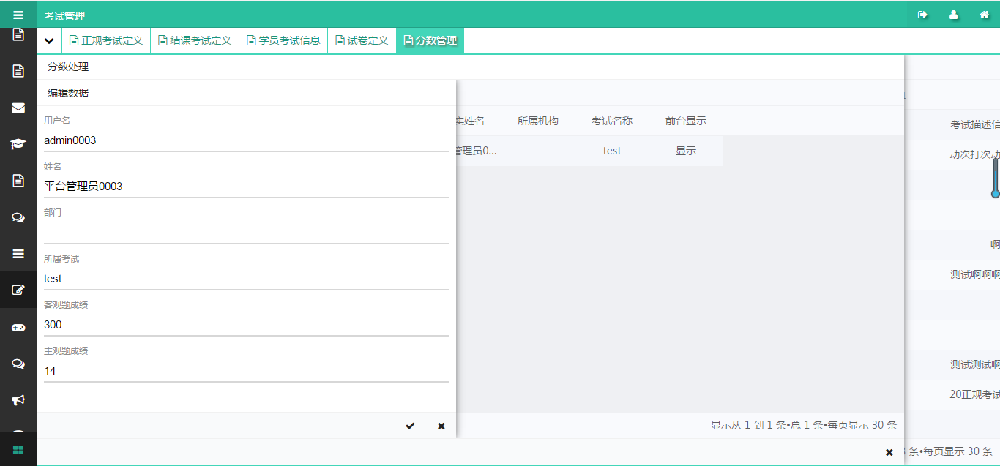 考试管理
正规考试定义 结课考试定义 学员考试信息 试卷定义 分数管理
分数处理
编辑数据
用户名
admin0003
姓名
平台管理员0003
部门
所属考试
test
客观题成绩
300
主观题成绩
14
实姓名 所属机构 考试名称 前台显示
管理员0... test 显示
显示从 1 到 1 条•总 1 条•每页显示 30 条
考试描述信
动次打次动
啊
测试啊啊啊
测试测试啊
20正规考试
条•每页显示 30 条